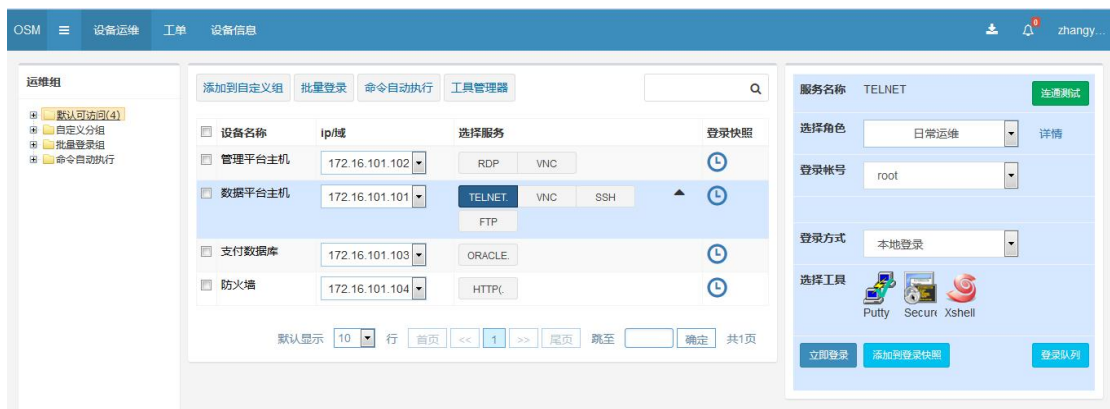 OSM 设备运维 工单 设备信息 0 zhangy...
运维组
默认可访问(4)
自定义分组
批量登录组
命令自动执行
添加到自定义组 批量登录 命令自动执行 工具管理器
设备名称 ip/域 选择服务 登录快照
管理平台主机 172.16.101.102 RDP VNC
数据平台主机 172.16.101.101 TELNET. VNC SSH
FTP
支付数据库 172.16.101.103 ORACLE.
防火墙 172.16.101.104 HTTP(.
默认显示 10 行 首页 << 1 >> 尾页 跳至 确定 共1页
服务名称 TELNET 连通测试
选择角色 日常运维 详情
登录帐号 root
登录方式 本地登录
选择工具
Putty Secure Xshell
立即登录 添加到登录快照 登录队列